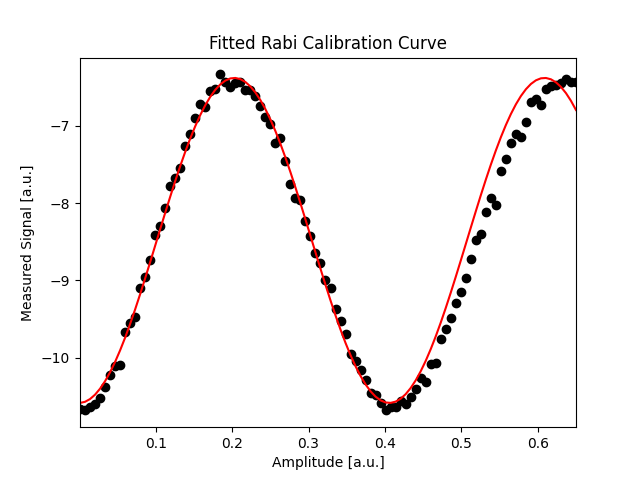 Fitted Rabi Calibration Curve
Measured Signal [a.u.]
−7
−8
−9
−10
0.1 0.2 0.3 0.4 0.5 0.6
Amplitude [a.u.]